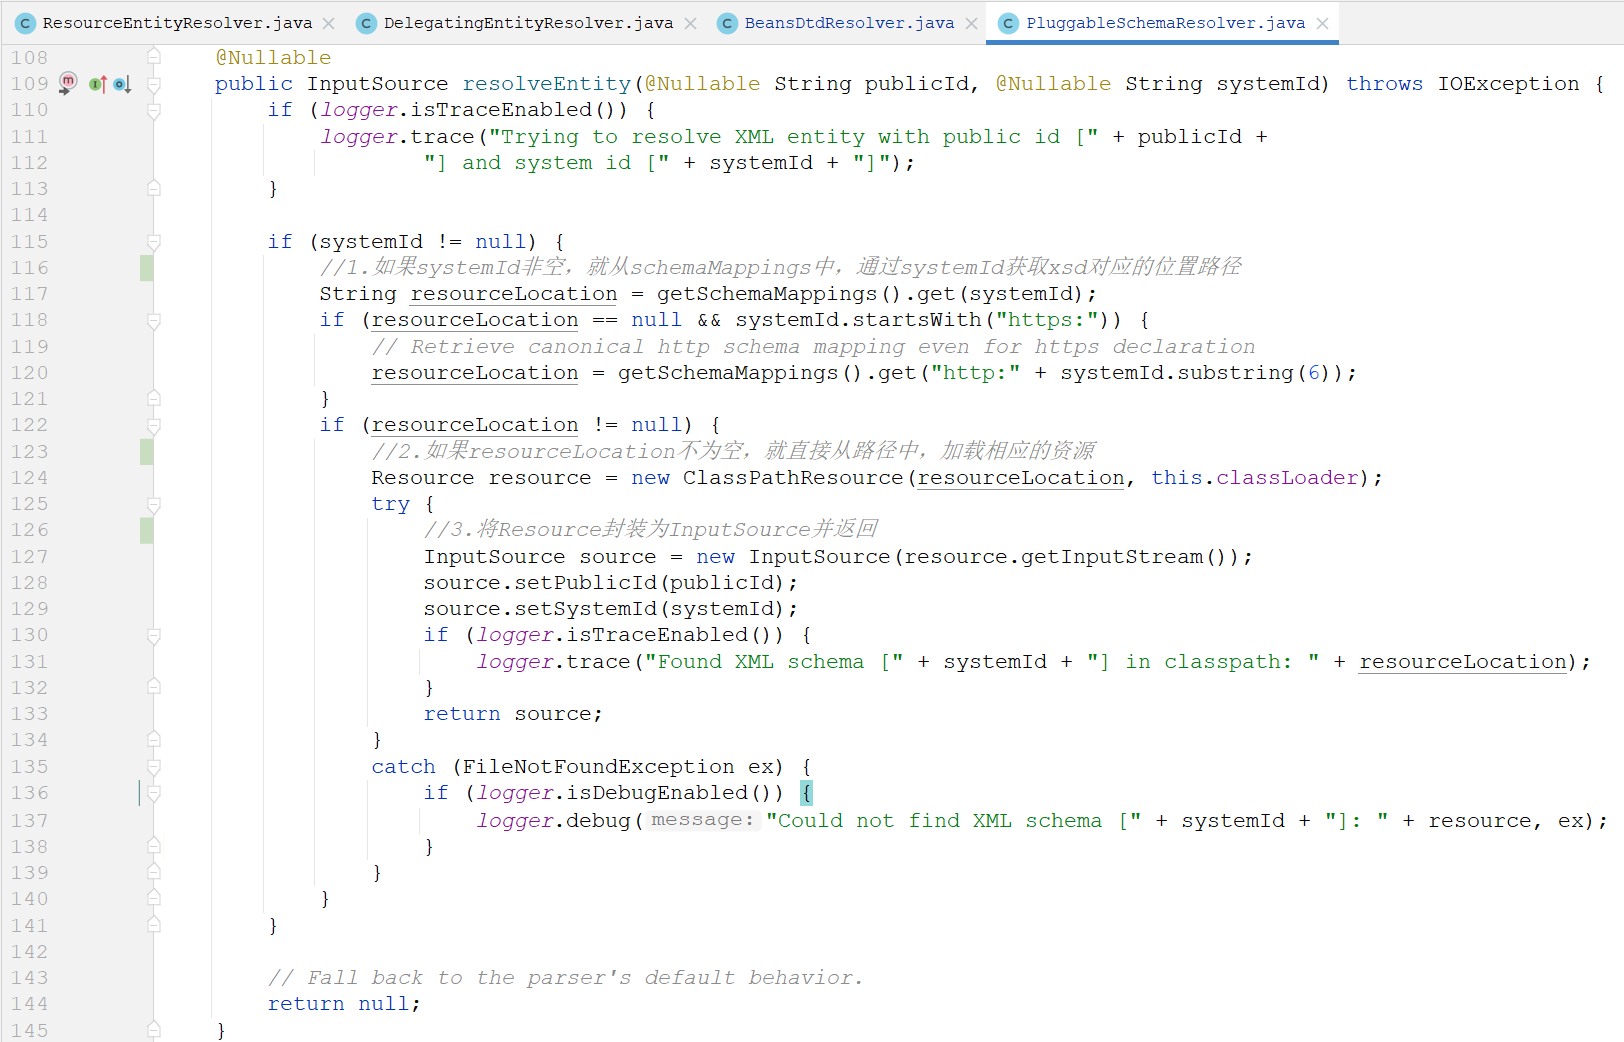 ResourceEntityResolver.java DelegatingEntityResolver.java BeansDtdResolver.java PluggableSchemaResolver.java
108 @Nullable
109 public InputSource resolveEntity(@Nullable String publicId, @Nullable String systemId) throws IOException {
110 if (logger.isTraceEnabled()) {
111 logger.trace("Trying to resolve XML entity with public id [" + publicId +
112 "] and system id [" + systemId + "]");
113 }
114
115 if (systemId != null) {
116 //1.如果systemId非空，就从schemaMappings中，通过systemId获取xsd对应的位置路径
117 String resourceLocation = getSchemaMappings().get(systemId);
118 if (resourceLocation == null && systemId.startsWith("https:")) {
119 // Retrieve canonical http schema mapping even for https declaration
120 resourceLocation = getSchemaMappings().get("http:" + systemId.substring(6));
121 }
122 if (resourceLocation != null) {
123 //2.如果resourceLocation不为空，就直接从路径中，加载相应的资源
124 Resource resource = new ClassPathResource(resourceLocation, this.classLoader);
125 try {
126 //3.将Resource封装为InputSource并返回
127 InputSource source = new InputSource(resource.getInputStream());
128 source.setPublicId(publicId);
129 source.setSystemId(systemId);
130 if (logger.isTraceEnabled()) {
131 logger.trace("Found XML schema [" + systemId + "] in classpath: " + resourceLocation);
132 }
133 return source;
134 }
135 catch (FileNotFoundException ex) {
136 if (logger.isDebugEnabled()) {
137 logger.debug( message: "Could not find XML schema [" + systemId + "]: " + resource, ex);
138 }
139 }
140 }
141 }
142
143 // Fall back to the parser's default behavior.
144 return null;
145 }